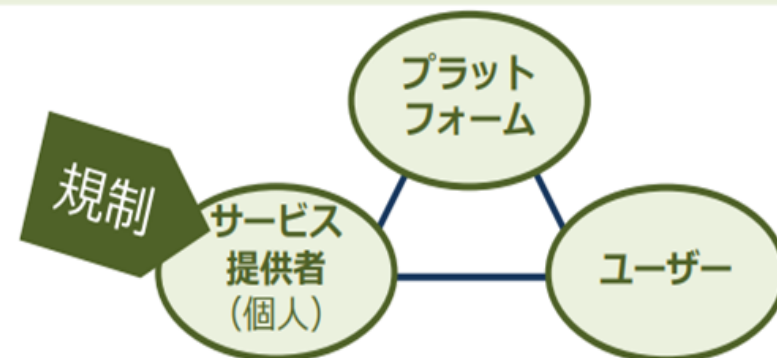 プラット
フォーム
規制
サービス
提供者
（個人）
ユーザー